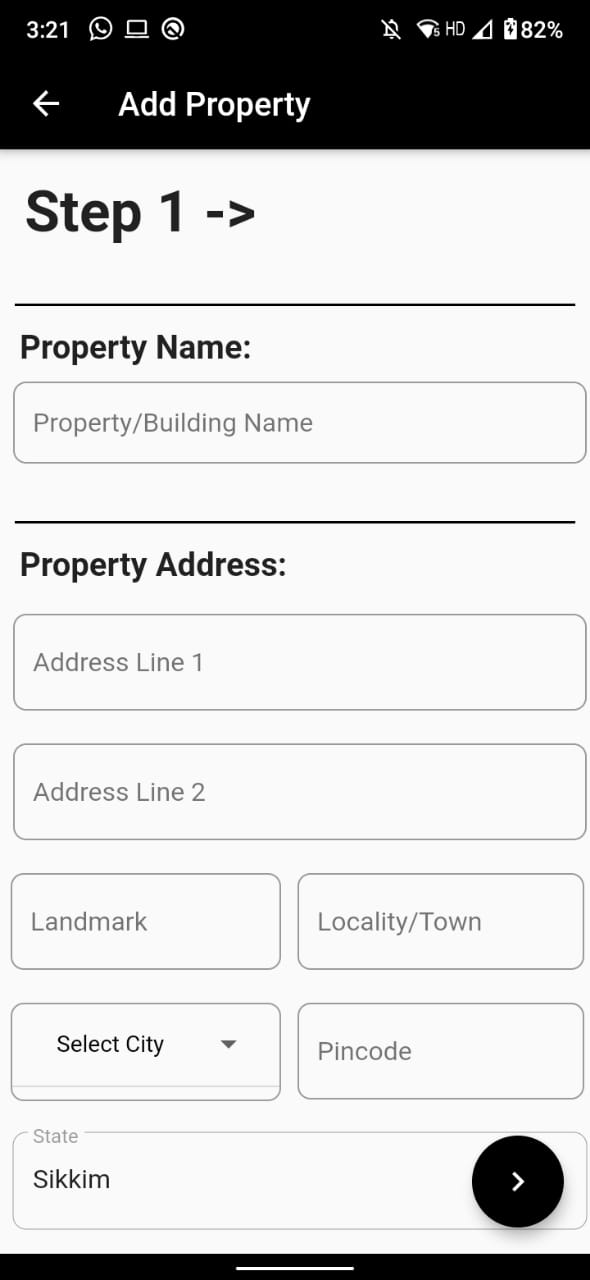 3:21 5 HD 82%
Add Property
Step 1 ->
Property Name:
Property/Building Name
Property Address:
Address Line 1
Address Line 2
Landmark Locality/Town
Select City Pincode
State
Sikkim